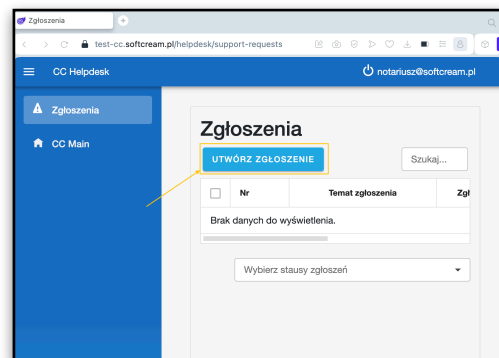 Zgłoszenia
test-cc.softcream.pl/helpdesk/support-requests
CC Helpdesk
notariusz@softcream.pl
Zgłoszenia
CC Main
Zgłoszenia
UTWÓRZ ZGŁOSZENIE
Szukaj...
Nr Temat zgłoszenia Zgł
Brak danych do wyświetlenia.
Wybierz stausy zgłoszeń